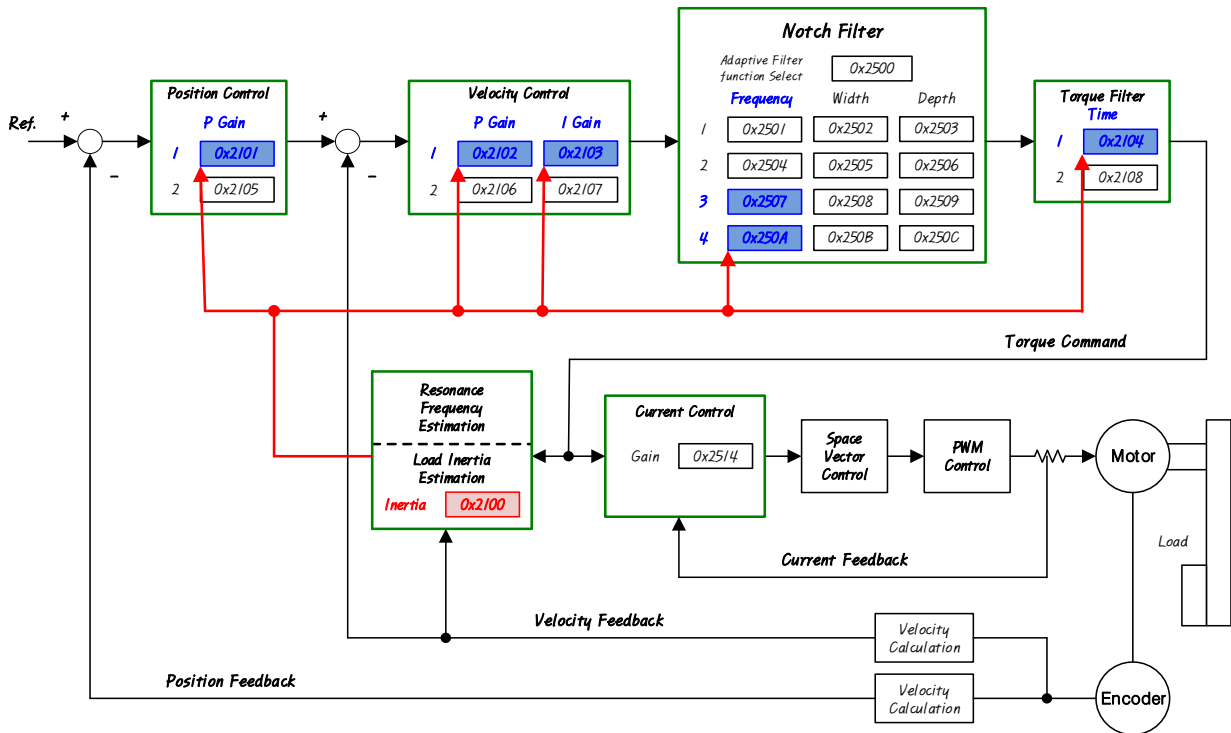 Notch Filter
Adaptive Filter
function Select
0x2500
Frequency Width Depth
1 0x2501 0x2502 0x2503
2 0x2504 0x2505 0x2506
3 0x2507 0x2508 0x2509
4 0x250A 0x250B 0x250C
Ref.
+
-
Position Control
P Gain
1 0x2101
2 0x2105
+
-
Velocity Control
P Gain I Gain
1 0x2102 0x2103
2 0x2106 0x2107
Torque Filter
Time
1 0x2104
2 0x2108
Torque Command
Resonance
Frequency
Estimation
Load Inertia
Estimation
Inertia 0x2100
Current Control
Gain 0x2514
Space
Vector
Control
PWM
Control
Motor
Load
Current Feedback
Velocity Feedback
Velocity
Calculation
Position Feedback
Velocity
Calculation
Encoder